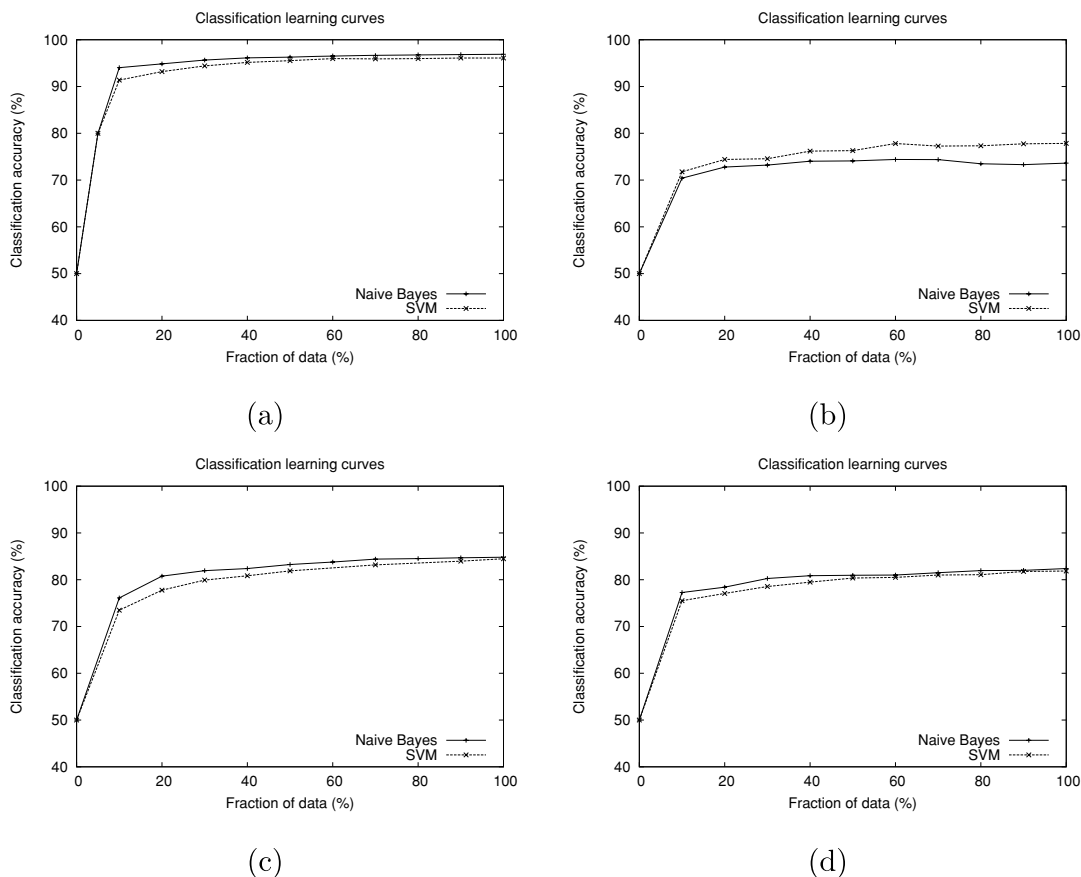 Classification learning curves
100
90
80
70
60
50
40
0 20 40 60 80 100
Classification accuracy (%)
Fraction of data (%)
Naive Bayes
SVM
(a)
Classification learning curves
100
90
80
70
60
50
40
0 20 40 60 80 100
Classification accuracy (%)
Fraction of data (%)
Naive Bayes
SVM
(b)
Classification learning curves
100
90
80
70
60
50
40
0 20 40 60 80 100
Classification accuracy (%)
Fraction of data (%)
Naive Bayes
SVM
(c)
Classification learning curves
100
90
80
70
60
50
40
0 20 40 60 80 100
Classification accuracy (%)
Fraction of data (%)
Naive Bayes
SVM
(d)